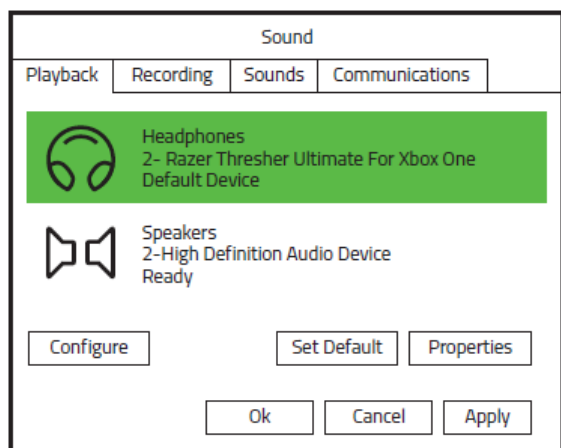 Sound
Playback Recording Sounds Communications
Headphones
2- Razer Thresher Ultimate For Xbox One
Default Device
Speakers
2-High Definition Audio Device
Ready
Configure Set Default Properties
Ok Cancel Apply